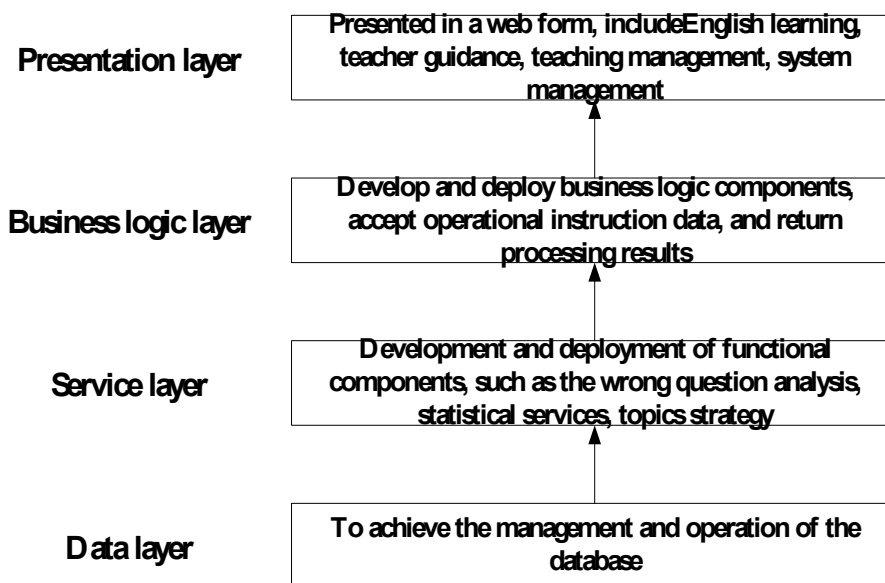 Presentation layer
Presented in a web form, includeEnglish learning,
teacher guidance, teaching management, system
management
Business logic layer
Develop and deploy business logic components,
accept operational instruction data, and return
processing results
Service layer
Development and deployment of functional
components, such as the wrong question analysis,
statistical services, topics strategy
Data layer
To achieve the management and operation of the
database